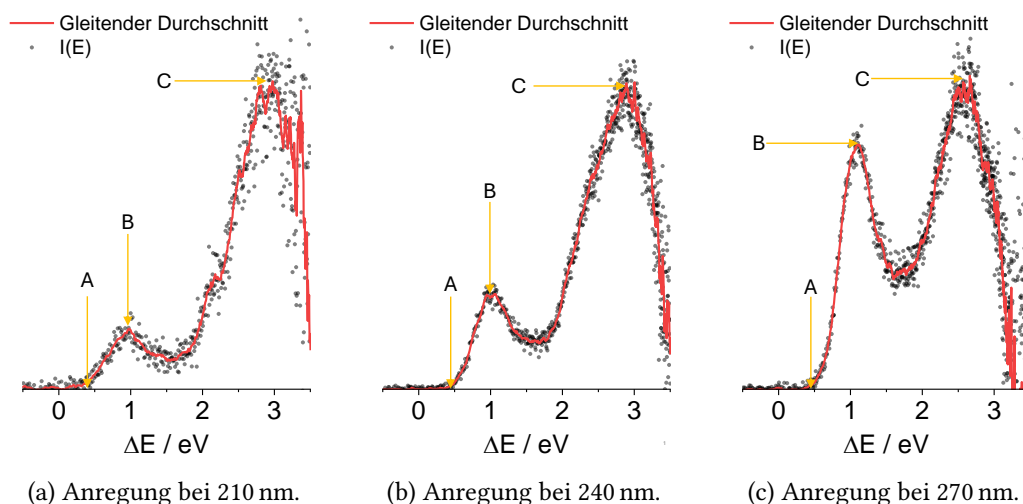 Gleitender Durchschnitt
I(E)
C
B
A
0 1 2 3
ΔE / eV
(a) Anregung bei 210 nm.
Gleitender Durchschnitt
I(E)
C
B
A
0 1 2 3
ΔE / eV
(b) Anregung bei 240 nm.
Gleitender Durchschnitt
I(E)
C
B
A
0 1 2 3
ΔE / eV
(c) Anregung bei 270 nm.